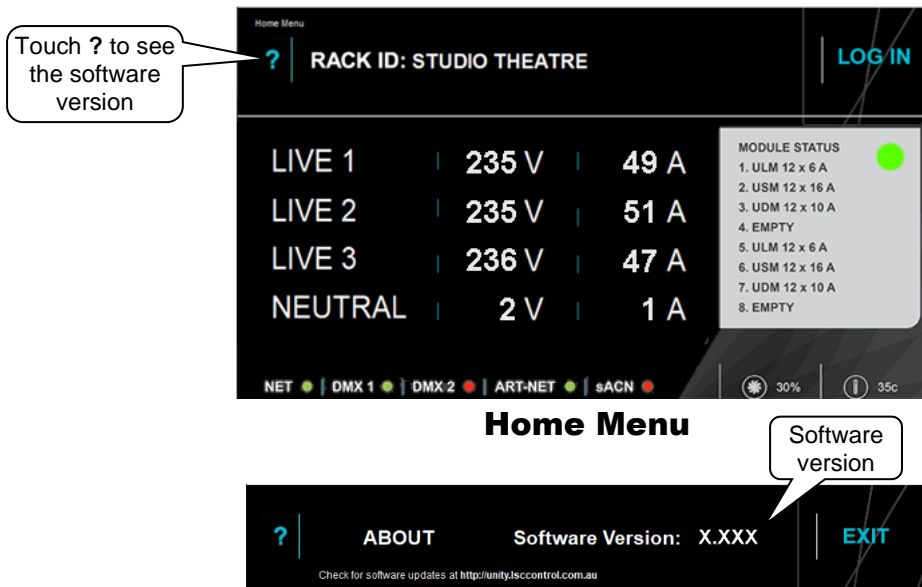 Home Menu
Touch ? to see
the software
version
? RACK ID: STUDIO THEATRE LOG IN
LIVE 1 235 V 49 A
LIVE 2 235 V 51 A
LIVE 3 236 V 47 A
NEUTRAL 2 V 1 A
MODULE STATUS
1. ULM 12 x 6 A
2. USM 12 x 16 A
3. UDM 12 x 10 A
4. EMPTY
5. ULM 12 x 6 A
6. USM 12 x 16 A
7. UDM 12 x 10 A
8. EMPTY
NET DMX 1 DMX 2 ART-NET sACN 30% 35c
Home Menu
Software
version
? ABOUT Software Version: X.XXX EXIT
Check for software updates at http://unity.lsccontrol.com.au